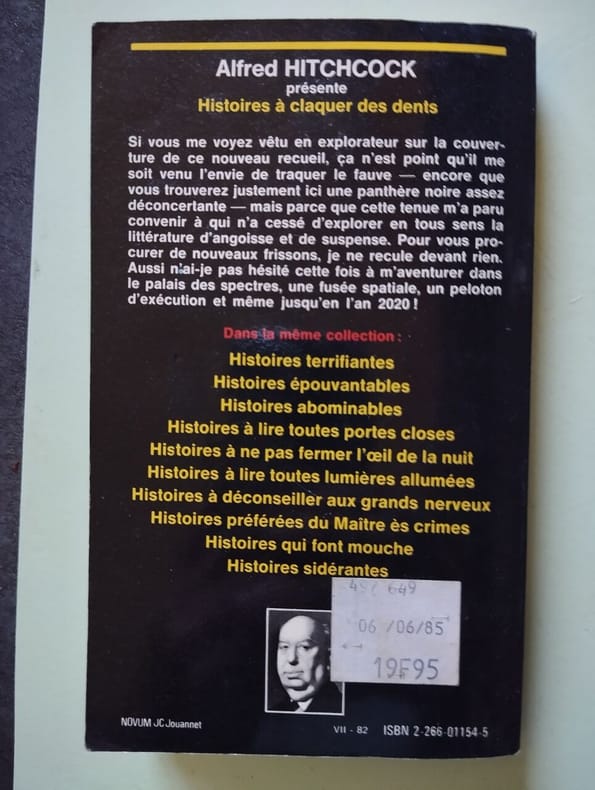 Alfred HITCHCOCK
présente
Histoires à claquer des dents
Si vous me voyez vêtu en explorateur sur la couver-
ture de ce nouveau recueil, ça n'est point qu'il me
soit venu l'envie de traquer le fauve — encore que
vous trouverez justement ici une panthère noire assez
déconcertante — mais parce que cette tenue m'a paru
convenir à qui n'a cessé d'explorer en tous sens la
littérature d'angoisse et de suspense. Pour vous pro-
curer de nouveaux frissons, je ne recule devant rien.
Aussi n'ai-je pas hésité cette fois à m'aventurer dans
le palais des spectres, une fusée spatiale, un peloton
d'exécution et même jusqu'en l'an 2020 !
Dans la même collection :
Histoires terrifiantes
Histoires épouvantables
Histoires abominables
Histoires à lire toutes portes closes
Histoires à ne pas fermer l'œil de la nuit
Histoires à lire toutes lumières allumées
Histoires à déconseiller aux grands nerveux
Histoires préférées du Maître ès crimes
Histoires qui font mouche
Histoires sidérantes
649
06 /06/85
19F95
NOVUM JC Jouannet
VII - 82 ISBN 2-266-01154-5